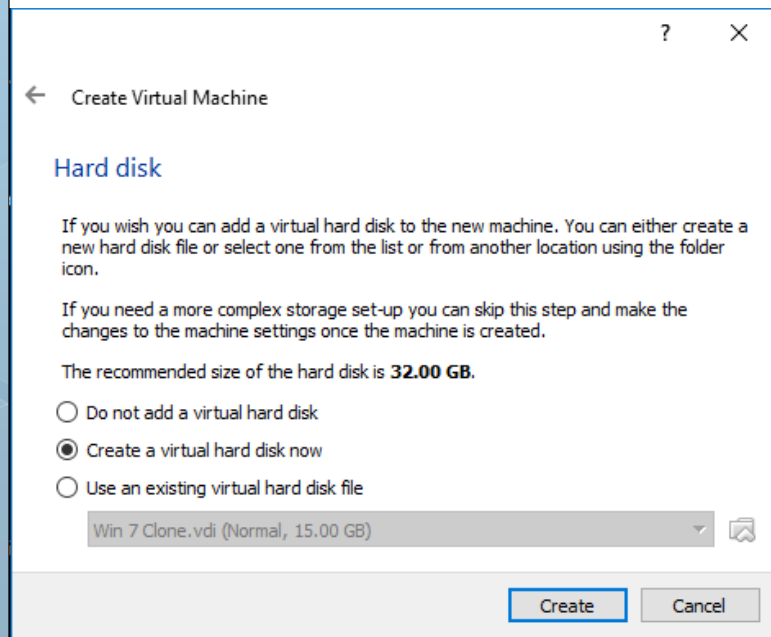 ?
Create Virtual Machine
Hard disk
If you wish you can add a virtual hard disk to the new machine. You can either create a
new hard disk file or select one from the list or from another location using the folder
icon.
If you need a more complex storage set-up you can skip this step and make the
changes to the machine settings once the machine is created.
The recommended size of the hard disk is 32.00 GB.
Do not add a virtual hard disk
Create a virtual hard disk now
Use an existing virtual hard disk file
Win 7 Clone.vdi (Normal, 15.00 GB)
Create Cancel